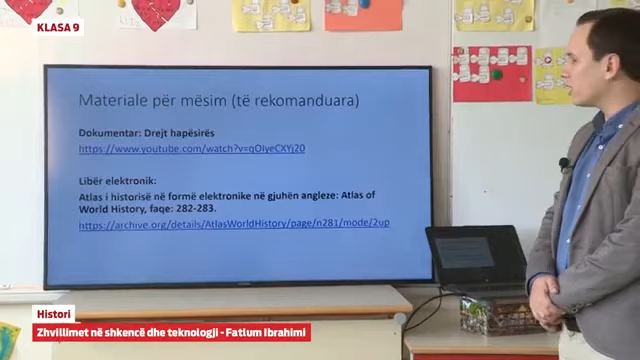 KLASA 9
Materiale për mësim (të rekomanduara)
Dokumentar: Drejt hapësirës
https://www.youtube.com/watch?v=qOIyeCXYj20
Libër elektronik:
Atlas i historisë në formë elektronike në gjuhën angleze: Atlas of
World History, faqe: 282-283.
https://archive.org/details/AtlasWorldHistory/page/n281/mode/2up
Histori
Zhvillimet në shkencë dhe teknologji - Fatlum Ibrahimi